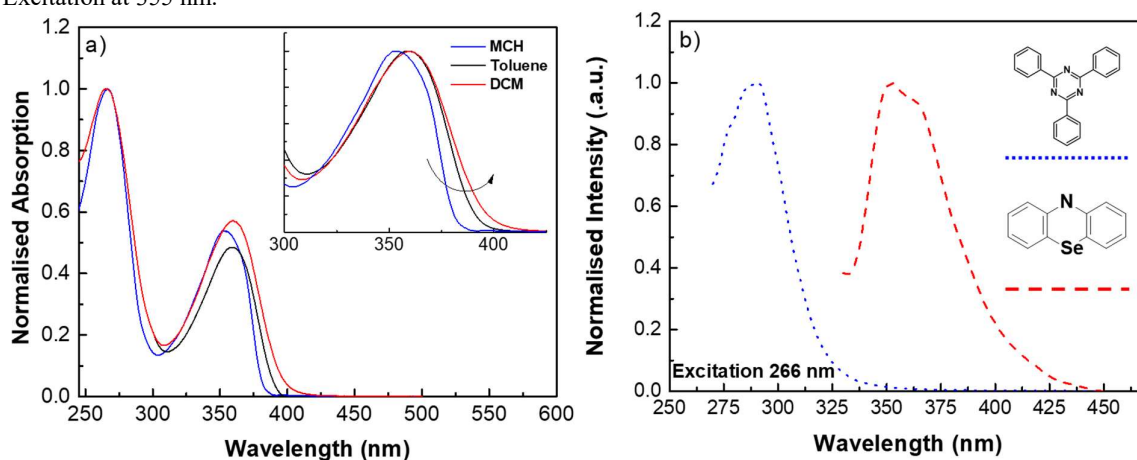 Excitation at 355 nm.
a)
MCH
Toluene
DCM
Normalised Absorption
1.2
1.0
0.8
0.6
0.4
0.2
0.0
300
350
400
250 300 350 400 450 500 550 600
Wavelength (nm)
b)
Normalised Intensity (.a.u.)
1.2
1.0
0.8
0.6
0.4
0.2
0.0
N
N N
N
Se
Excitation 266 nm
250 275 300 325 350 375 400 425 450
Wavelength (nm)